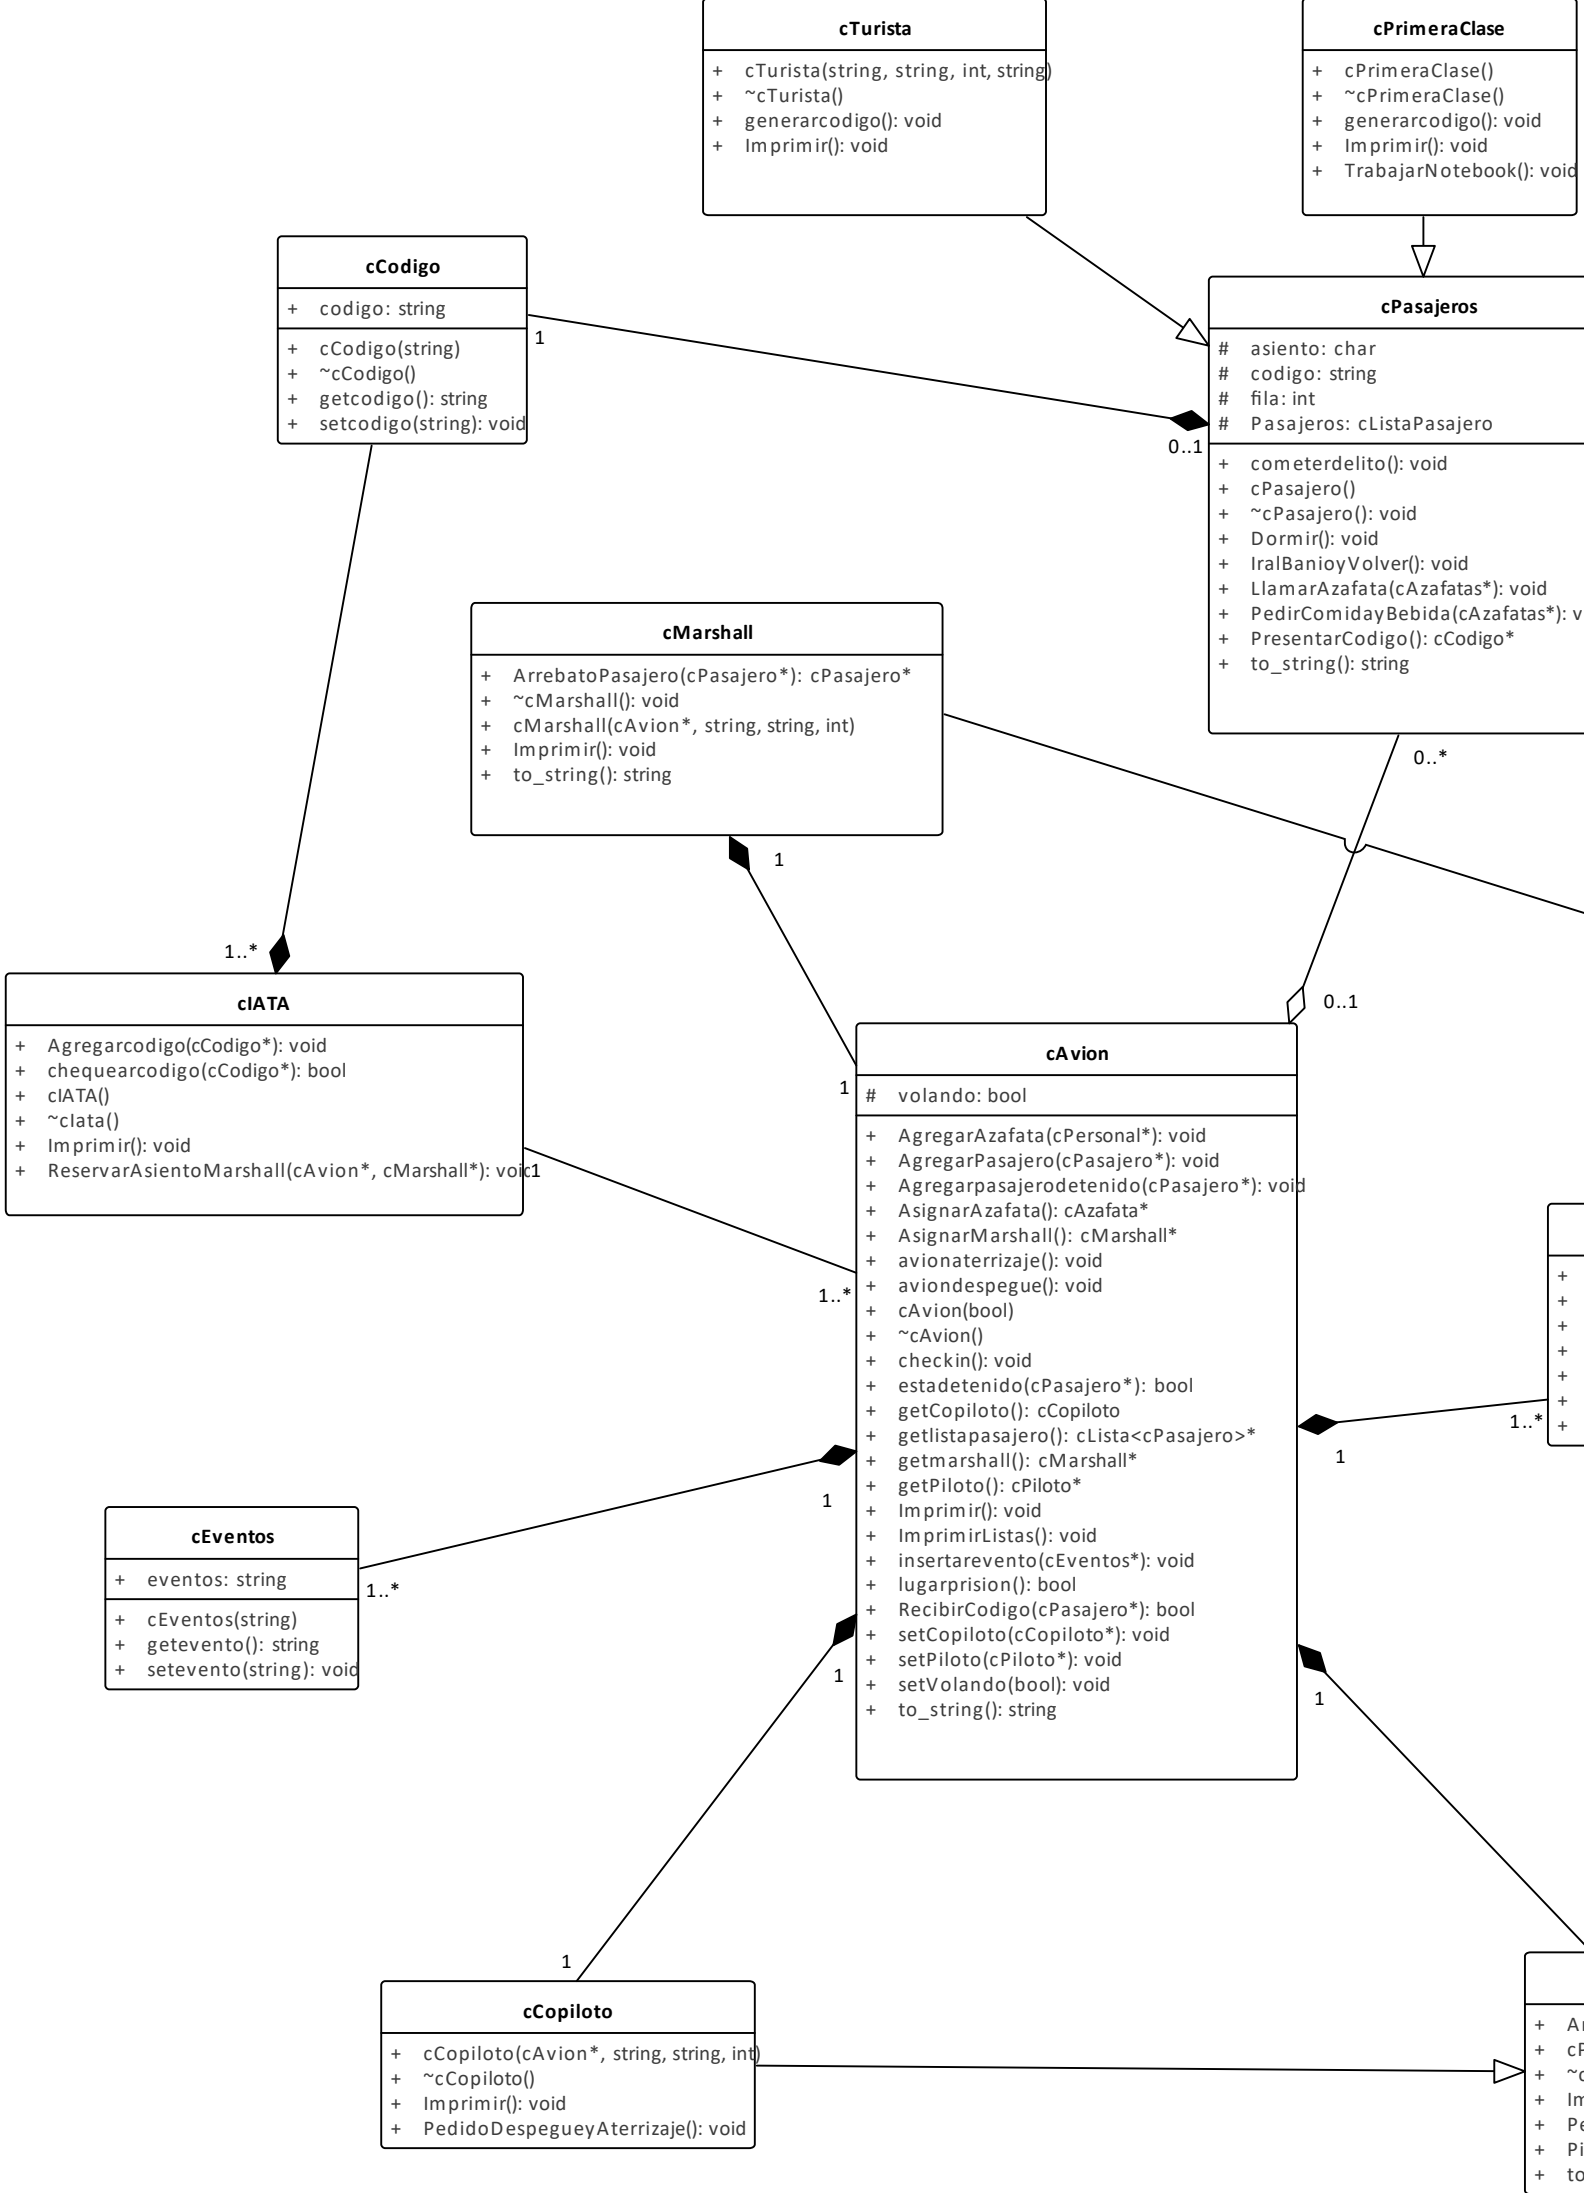 cTurista
+ cTurista(string, string, int, string)
+ ~cTurista()
+ generarcodigo(): void
+ Imprimir(): void
cPrimeraClase
+ cPrimeraClase()
+ ~cPrimeraClase()
+ generarcodigo(): void
+ Imprimir(): void
+ TrabajarNotebook(): void
cCodigo
+ codigo: string
+ cCodigo(string)
+ ~cCodigo()
+ getcodigo(): string
+ setcodigo(string): void
1
0..1
cPasajeros
# asiento: char
# codigo: string
# fila: int
# Pasajeros: cListaPasajero
+ cometerdelito(): void
+ cPasajero()
+ ~cPasajero(): void
+ Dormir(): void
+ IralBanioyVolver(): void
+ LlamarAzafata(cAzafatas*): void
+ PedirComidayBebida(cAzafatas*): v
+ PresentarCodigo(): cCodigo*
+ to_string(): string
0..*
0..1
cMarshall
+ ArrebatoPasajero(cPasajero*): cPasajero*
+ ~cMarshall(): void
+ cMarshall(cAvion*, string, string, int)
+ Imprimir(): void
+ to_string(): string
1
1
1..*
cIATA
+ Agregarcodigo(cCodigo*): void
+ chequearcodigo(cCodigo*): bool
+ cIATA()
+ ~cIata()
+ Imprimir(): void
+ ReservarAsientoMarshall(cAvion*, cMarshall*): voic
1
1..*
cAvion
# volando: bool
+ AgregarAzafata(cPersonal*): void
+ AgregarPasajero(cPasajero*): void
+ Agregarpasajerodetenido(cPasajero*): void
+ AsignarAzafata(): cAzafata*
+ AsignarMarshall(): cMarshall*
+ avionaterrizaje(): void
+ aviondespegue(): void
+ cAvion(bool)
+ ~cAvion()
+ checkin(): void
+ estadetenido(cPasajero*): bool
+ getCopiloto(): cCopiloto
+ getlistapasajero(): cLista<cPasajero>*
+ getmarshall(): cMarshall*
+ getPiloto(): cPiloto*
+ Imprimir(): void
+ ImprimirListas(): void
+ insertarevento(cEventos*): void
+ lugarprision(): bool
+ RecibirCodigo(cPasajero*): bool
+ setCopiloto(cCopiloto*): void
+ setPiloto(cPiloto*): void
+ setVolando(bool): void
+ to_string(): string
+
+
+
+
+
+
+
1..*
1
1
1..*
cEventos
+ eventos: string
+ cEventos(string)
+ getevento(): string
+ setevento(string): void
1
1
1
cCopiloto
+ cCopiloto(cAvion*, string, string, int)
+ ~cCopiloto()
+ Imprimir(): void
+ PedidoDespegueyAterrizaje(): void
+ Ar
+ cP
+ ~c
+ Im
+ Pe
+ Pi
+ to